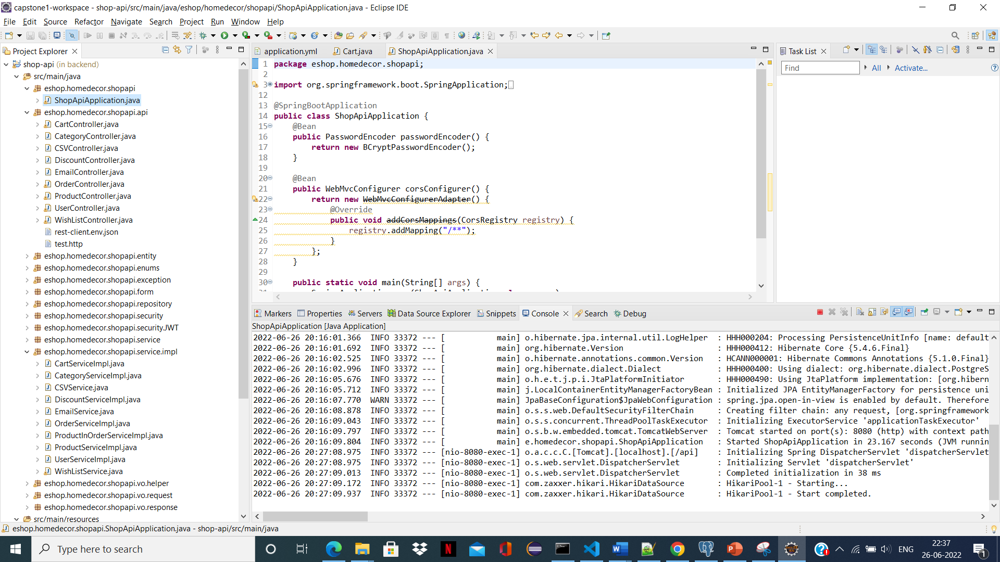 capstone1-workspace - shop-api/src/main/java/eshop/homedecor/shopapi/ShopApiApplication.java - Eclipse IDE
File Edit Source Refactor Navigate Search Project Run Window Help
Project Explorer
shop-api (in backend)
src/main/java
eshop.homedecor.shopapi
ShopApiApplication.java
eshop.homedecor.shopapi.api
CartController.java
CategoryController.java
CSVController.java
DiscountController.java
EmailController.java
OrderController.java
ProductController.java
UserController.java
WishListController.java
rest-client.env.json
test.http
eshop.homedecor.shopapi.entity
eshop.homedecor.shopapi.enums
eshop.homedecor.shopapi.exception
eshop.homedecor.shopapi.form
eshop.homedecor.shopapi.repository
eshop.homedecor.shopapi.security
eshop.homedecor.shopapi.security.JWT
eshop.homedecor.shopapi.service
eshop.homedecor.shopapi.service.impl
CartServiceImpl.java
CategoryServiceImpl.java
CSVService.java
DiscountServiceImpl.java
EmailService.java
OrderServiceImpl.java
ProductInOrderServiceImpl.java
ProductServiceImpl.java
UserServiceImpl.java
WishListService.java
eshop.homedecor.shopapi.vo.helper
eshop.homedecor.shopapi.vo.request
eshop.homedecor.shopapi.vo.response
src/main/resources
application.yml Cart.java ShopApiApplication.java
1 package eshop.homedecor.shopapi;
2
3 import org.springframework.boot.SpringApplication;
12
13 @SpringBootApplication
14 public class ShopApiApplication {
15 @Bean
16 public PasswordEncoder passwordEncoder() {
17 return new BCryptPasswordEncoder();
18 }
19
20 @Bean
21 public WebMvcConfigurer corsConfigurer() {
22 return new WebMvcConfigurerAdapter() {
23 @Override
24 public void addCorsMappings(CorsRegistry registry) {
25 registry.addMapping("/**");
26 }
27 };
28 }
29
30 public static void main(String[] args) {
Task List
Find All Activate...
Markers Properties Servers Data Source Explorer Snippets Console Search Debug
ShopApiApplication [Java Application]
2022-06-26 20:16:01.366 INFO 33372 --- [ main] o.hibernate.jpa.internal.util.LogHelper : HHH000204: Processing PersistenceUnitInfo [name: default
2022-06-26 20:16:01.692 INFO 33372 --- [ main] org.hibernate.Version : HHH000412: Hibernate Core {5.4.6.Final}
2022-06-26 20:16:02.525 INFO 33372 --- [ main] o.hibernate.annotations.common.Version : HCANN000001: Hibernate Commons Annotations {5.1.0.Final}
2022-06-26 20:16:02.996 INFO 33372 --- [ main] org.hibernate.dialect.Dialect : HHH000400: Using dialect: org.hibernate.dialect.PostgreS
2022-06-26 20:16:05.676 INFO 33372 --- [ main] o.h.e.t.j.p.i.JtaPlatformInitiator : HHH000490: Using JtaPlatform implementation: [org.hibern
2022-06-26 20:16:05.712 INFO 33372 --- [ main] j.LocalContainerEntityManagerFactoryBean : Initialized JPA EntityManagerFactory for persistence uni
2022-06-26 20:16:07.770 WARN 33372 --- [ main] JpaBaseConfiguration$JpaWebConfiguration : spring.jpa.open-in-view is enabled by default. Therefore
2022-06-26 20:16:08.878 INFO 33372 --- [ main] o.s.s.web.DefaultSecurityFilterChain : Creating filter chain: any request, [org.springframework
2022-06-26 20:16:09.043 INFO 33372 --- [ main] o.s.s.concurrent.ThreadPoolTaskExecutor : Initializing ExecutorService 'applicationTaskExecutor'
2022-06-26 20:16:09.797 INFO 33372 --- [ main] o.s.b.w.embedded.tomcat.TomcatWebServer : Tomcat started on port(s): 8080 (http) with context path
2022-06-26 20:16:09.804 INFO 33372 --- [ main] e.homedecor.shopapi.ShopApiApplication : Started ShopApiApplication in 23.167 seconds (JVM runnin
2022-06-26 20:27:08.975 INFO 33372 --- [nio-8080-exec-1] o.a.c.c.C.[Tomcat].[localhost].[/api] : Initializing Spring DispatcherServlet 'dispatcherServlet
2022-06-26 20:27:08.975 INFO 33372 --- [nio-8080-exec-1] o.s.web.servlet.DispatcherServlet : Initializing Servlet 'dispatcherServlet'
2022-06-26 20:27:09.013 INFO 33372 --- [nio-8080-exec-1] o.s.web.servlet.DispatcherServlet : Completed initialization in 38 ms
2022-06-26 20:27:09.172 INFO 33372 --- [nio-8080-exec-1] com.zaxxer.hikari.HikariDataSource : HikariPool-1 - Starting...
2022-06-26 20:27:09.937 INFO 33372 --- [nio-8080-exec-1] com.zaxxer.hikari.HikariDataSource : HikariPool-1 - Start completed.
eshop.homedecor.shopapi.ShopApiApplication.java - shop-api/src/main/java
Type here to search
ENG
22:37
26-06-2022
1